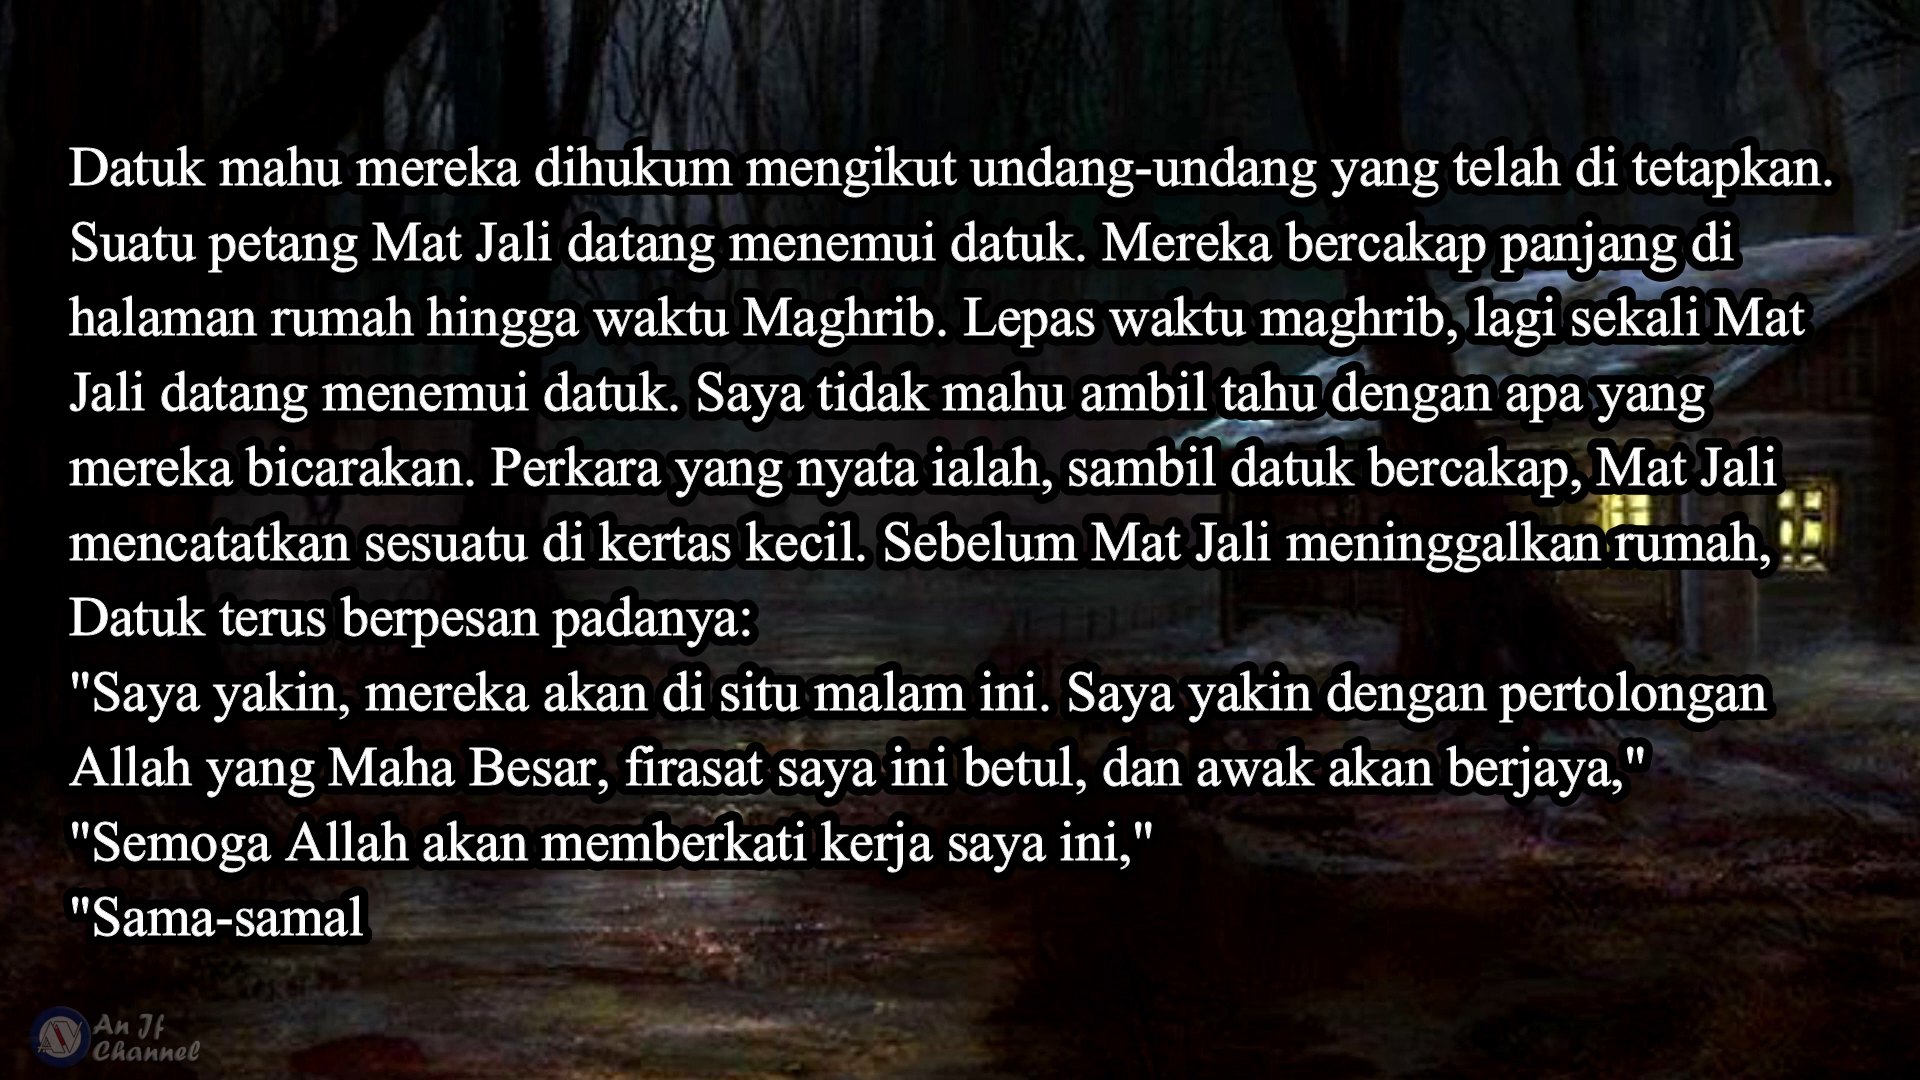 Datuk mahu mereka dihukum mengikut undang-undang yang telah di tetapkan.
Suatu petang Mat Jali datang menemui datuk. Mereka bercakap panjang di
halaman rumah hingga waktu Maghrib. Lepas waktu maghrib, lagi sekali Mat
Jali datang menemui datuk. Saya tidak mahu ambil tahu dengan apa yang
mereka bicarakan. Perkara yang nyata ialah, sambil datuk bercakap, Mat Jali
mencatatkan sesuatu di kertas kecil. Sebelum Mat Jali meninggalkan rumah,
Datuk terus berpesan padanya:
"Saya yakin, mereka akan di situ malam ini. Saya yakin dengan pertolongan
Allah yang Maha Besar, firasat saya ini betul, dan awak akan berjaya,"
"Semoga Allah akan memberkati kerja saya ini,"
"Sama-samal
An If
Channel